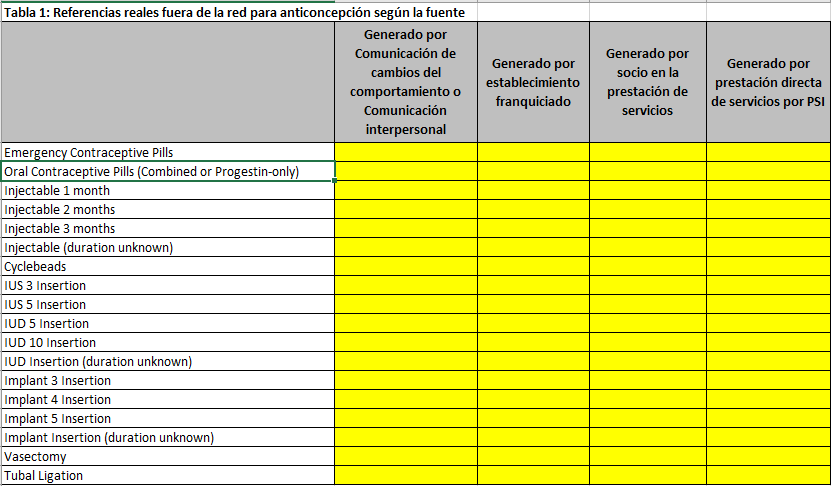 Tabla 1: Referencias reales fuera de la red para anticoncepción según la fuente
Generado por
Comunicación de
cambios del
comportamiento o
Comunicación
interpersonal
Generado por
establecimiento
franquiciado
Generado por
socio en la
prestación de
servicios
Generado por
prestación directa
de servicios por PSI
Emergency Contraceptive Pills
Oral Contraceptive Pills (Combined or Progestin-only)
Injectable 1 month
Injectable 2 months
Injectable 3 months
Injectable (duration unknown)
Cyclebeads
IUS 3 Insertion
IUS 5 Insertion
IUD 5 Insertion
IUD 10 Insertion
IUD Insertion (duration unknown)
Implant 3 Insertion
Implant 4 Insertion
Implant 5 Insertion
Implant Insertion (duration unknown)
Vasectomy
Tubal Ligation